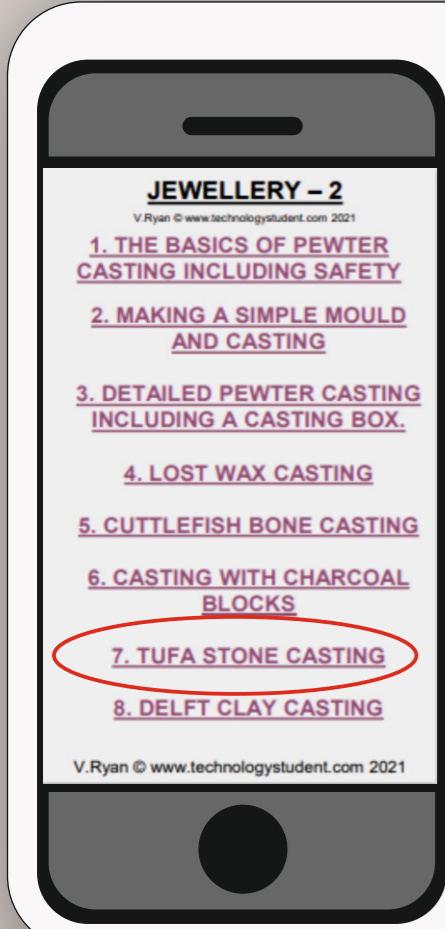 JEWELLERY – 2
V.Ryan © www.technologystudent.com 2021
1. THE BASICS OF PEWTER
CASTING INCLUDING SAFETY
2. MAKING A SIMPLE MOULD
AND CASTING
3. DETAILED PEWTER CASTING
INCLUDING A CASTING BOX.
4. LOST WAX CASTING
5. CUTTLEFISH BONE CASTING
6. CASTING WITH CHARCOAL
BLOCKS
7. TUFA STONE CASTING
8. DELFT CLAY CASTING
V.Ryan © www.technologystudent.com 2021